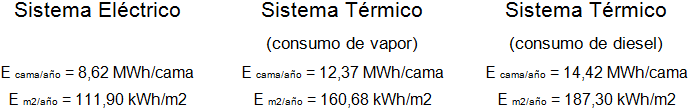 Sistema Eléctrico
E cama/año = 8,62 MWh/cama
E m2/año = 111,90 kWh/m2
Sistema Térmico
(consumo de vapor)
E cama/año = 12,37 MWh/cama
E m2/año = 160,68 kWh/m2
Sistema Térmico
(consumo de diesel)
E cama/año = 14,42 MWh/cama
E m2/año = 187,30 kWh/m2